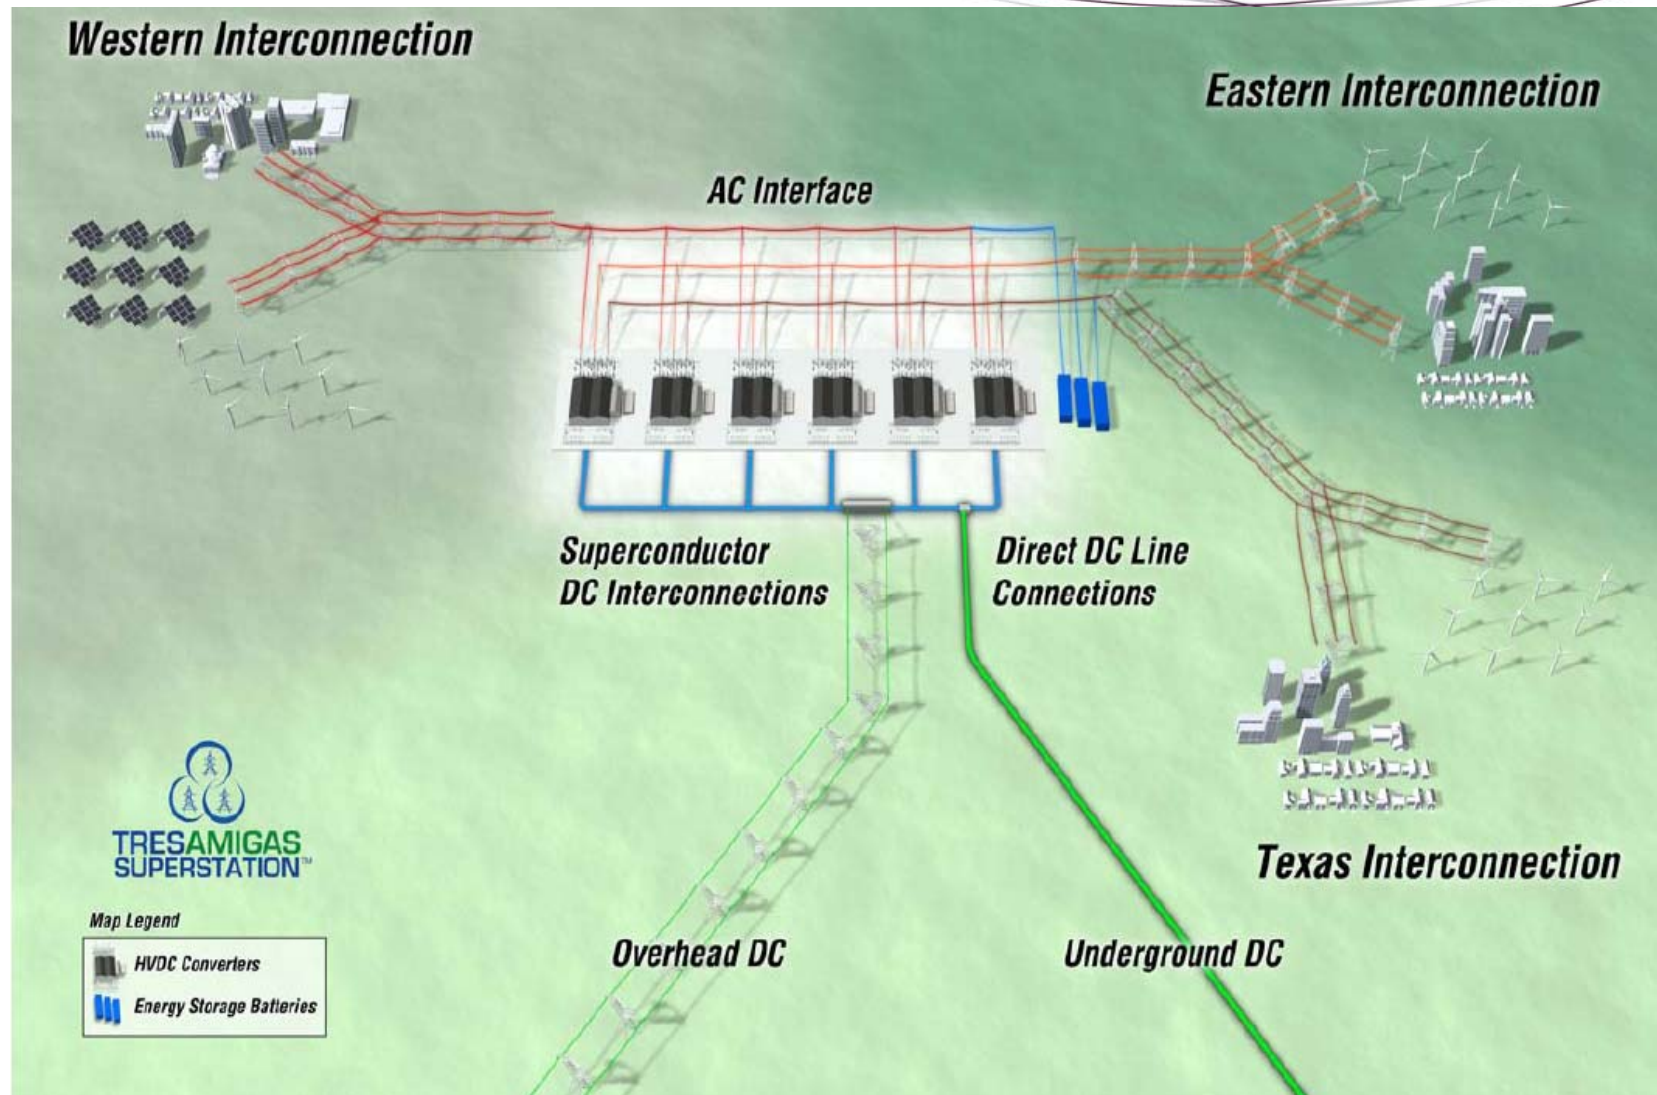 Western Interconnection
Eastern Interconnection
AC Interface
Superconductor
DC Interconnections
Direct DC Line
Connections
Texas Interconnection
TRESAMIGAS
SUPERSTATION™
Map Legend
HVDC Converters
Energy Storage Batteries
Overhead DC
Underground DC